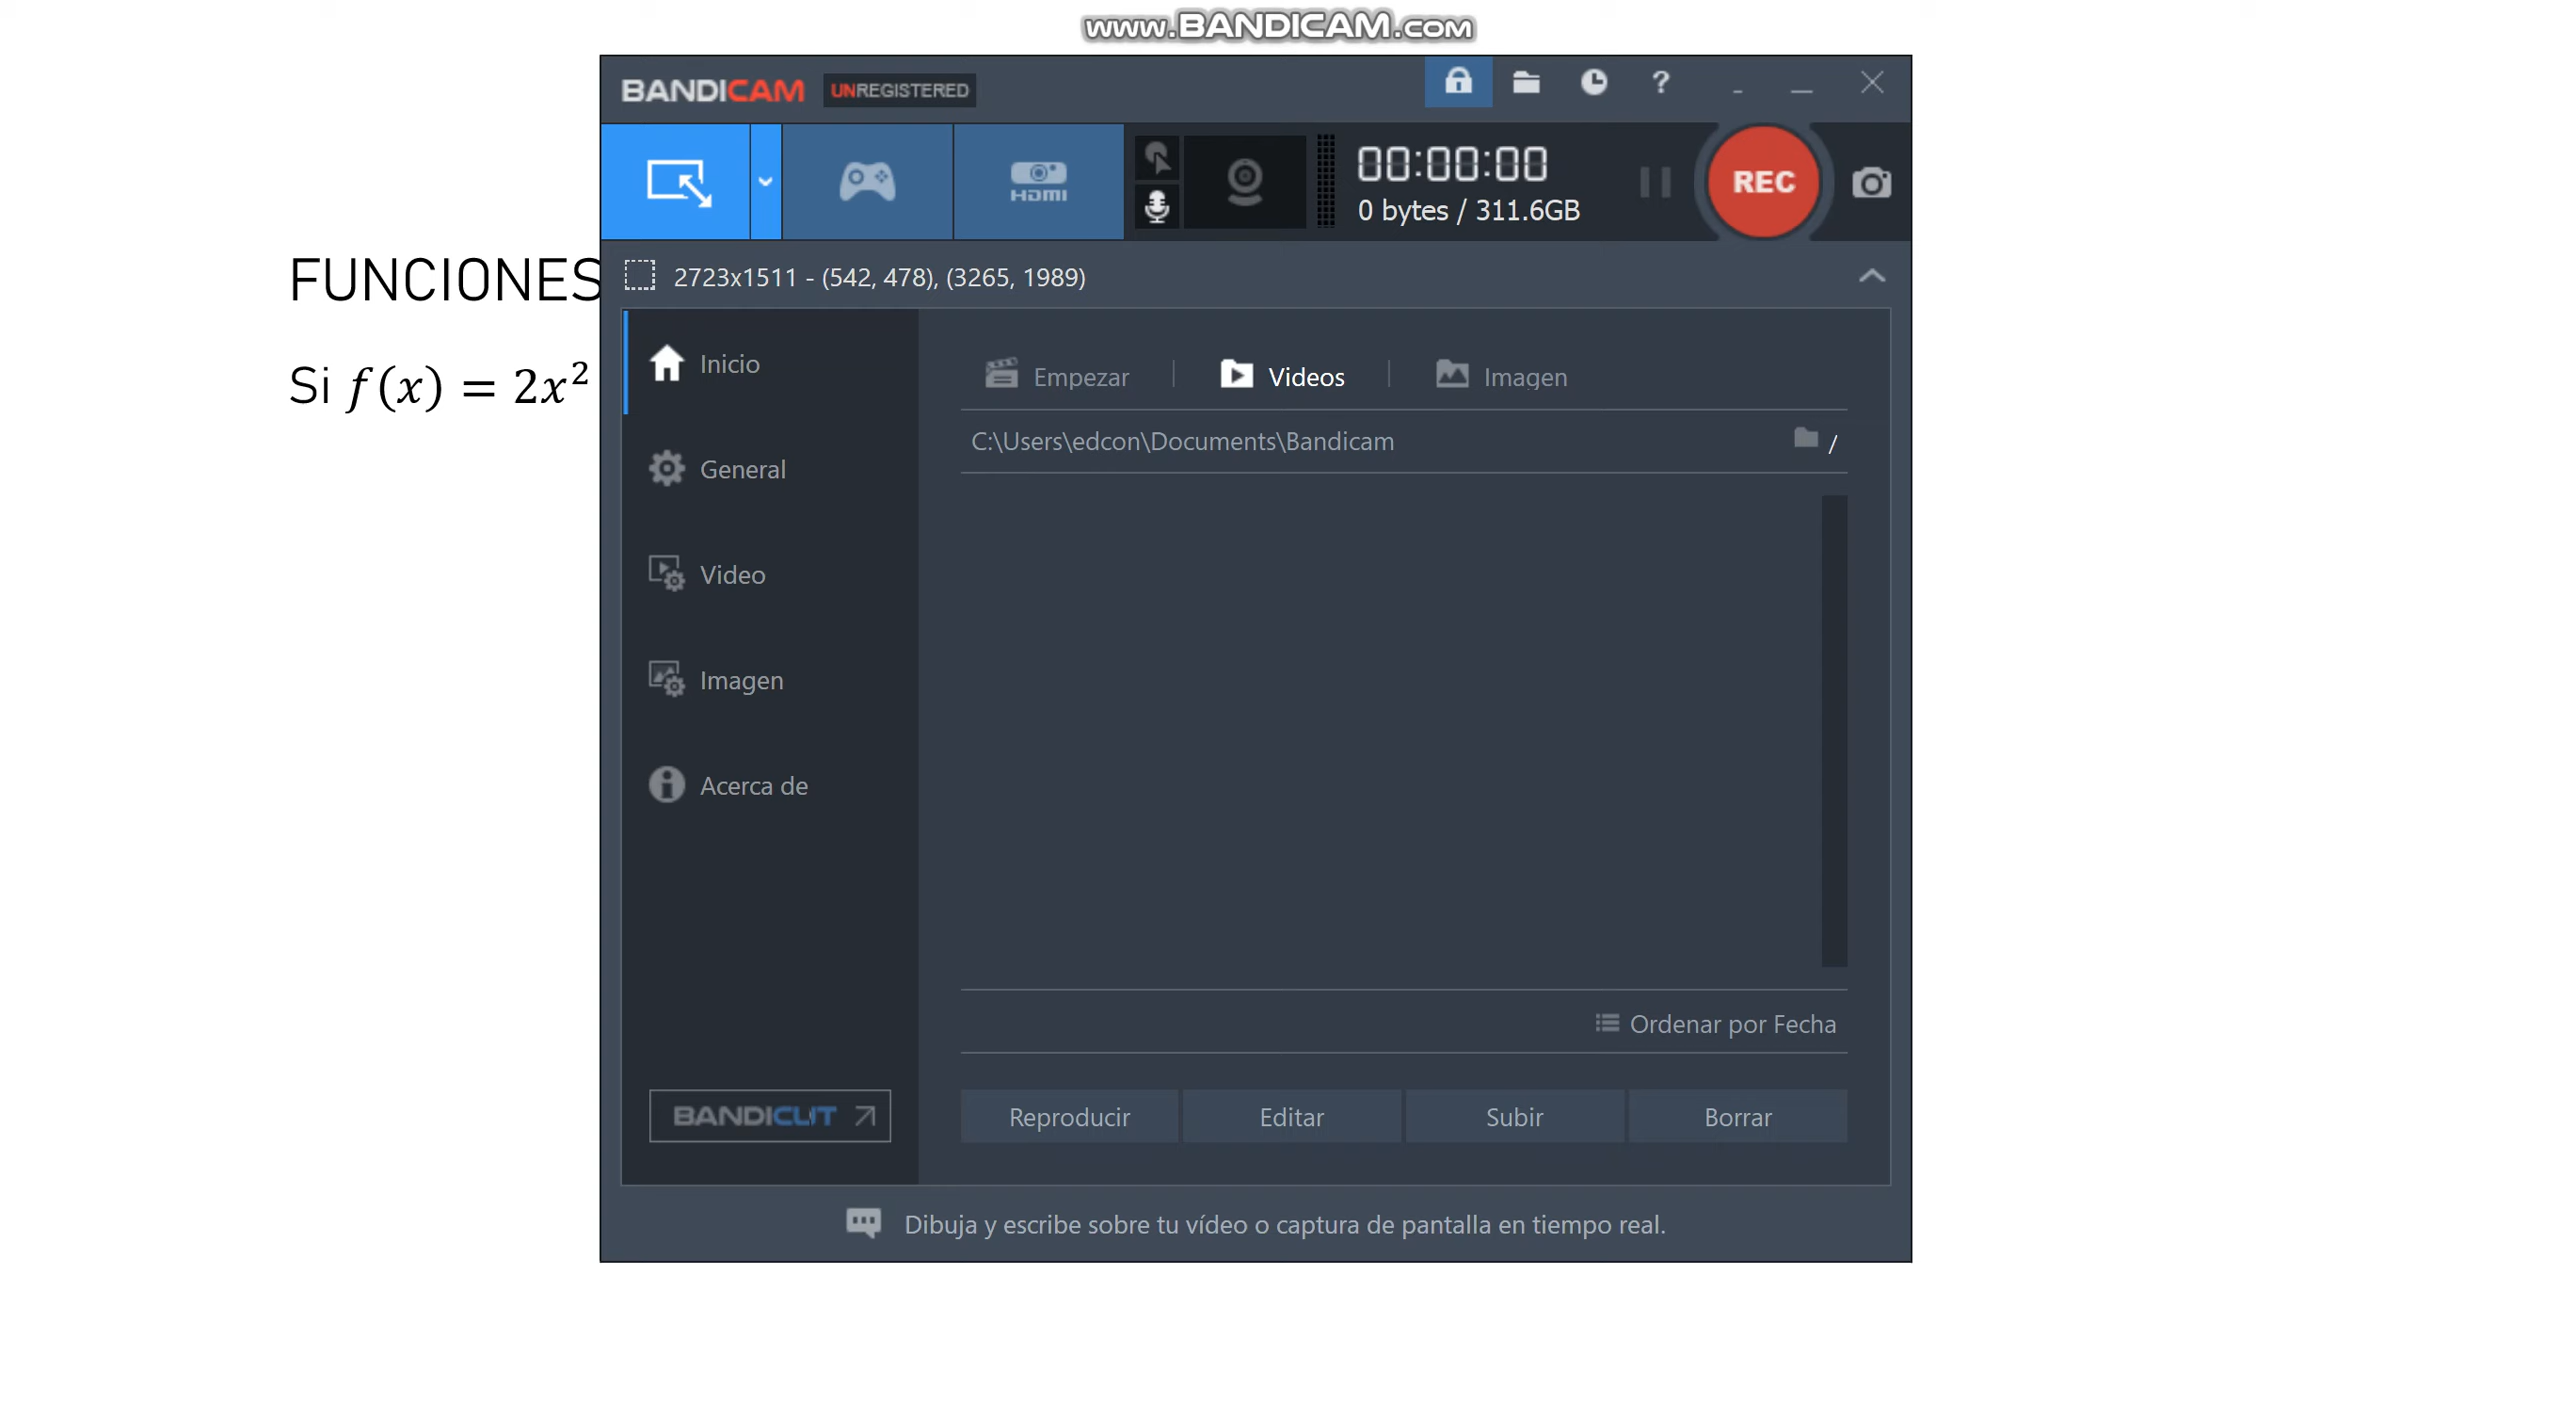 www.BANDICAM.com
BANDICAM UNREGISTERED ?
HDMI
00:00:00
0 bytes / 311.6GB
REC
FUNCIONES
2723x1511 - (542, 478), (3265, 1989)
Si f(x) = 2x²
Inicio
General
Video
Imagen
Acerca de
BANDICUT
Empezar | Videos | Imagen
C:\Users\edcon\Documents\Bandicam /
Ordenar por Fecha
Reproducir Editar Subir Borrar
Dibuja y escribe sobre tu vídeo o captura de pantalla en tiempo real.